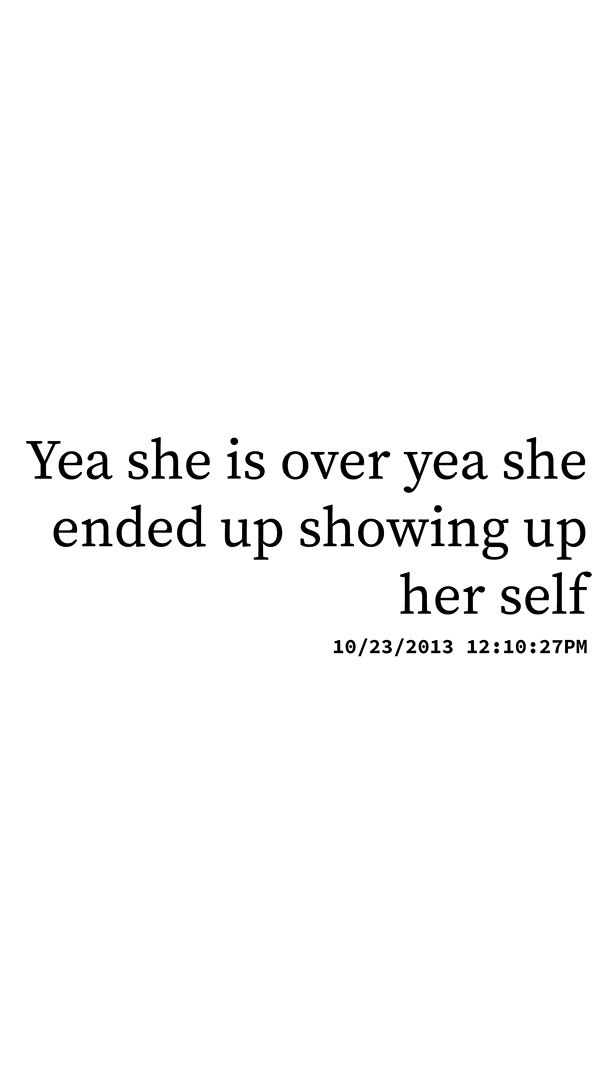 Yea she is over yea she
ended up showing up
her self
10/23/2013 12:10:27PM